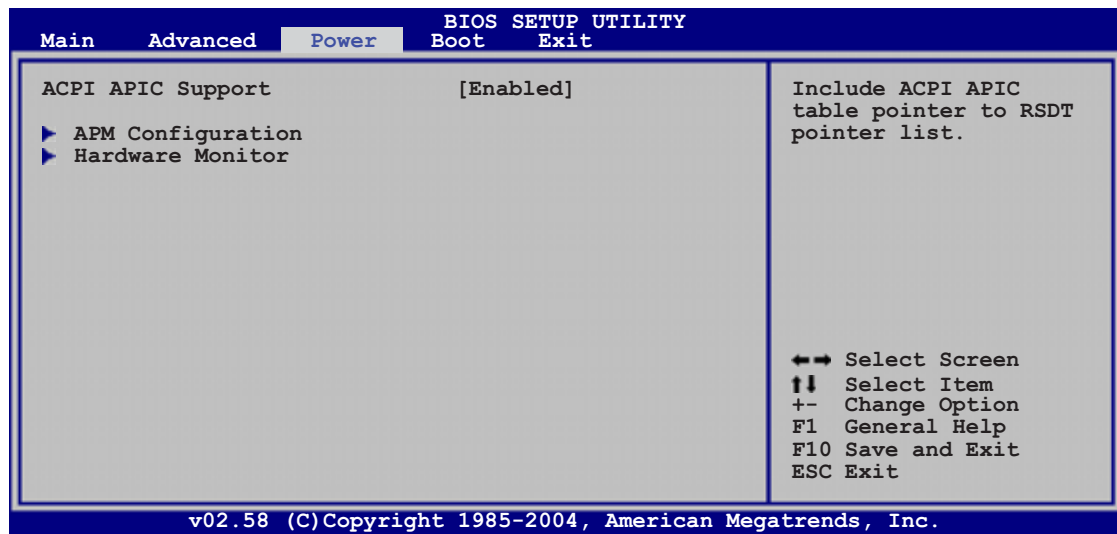 BIOS SETUP UTILITY
Main Advanced Power Boot Exit
ACPI APIC Support [Enabled]
APM Configuration
Hardware Monitor
Include ACPI APIC
table pointer to RSDT
pointer list.
Select Screen
Select Item
+- Change Option
F1 General Help
F10 Save and Exit
ESC Exit
v02.58 (C)Copyright 1985-2004, American Megatrends, Inc.